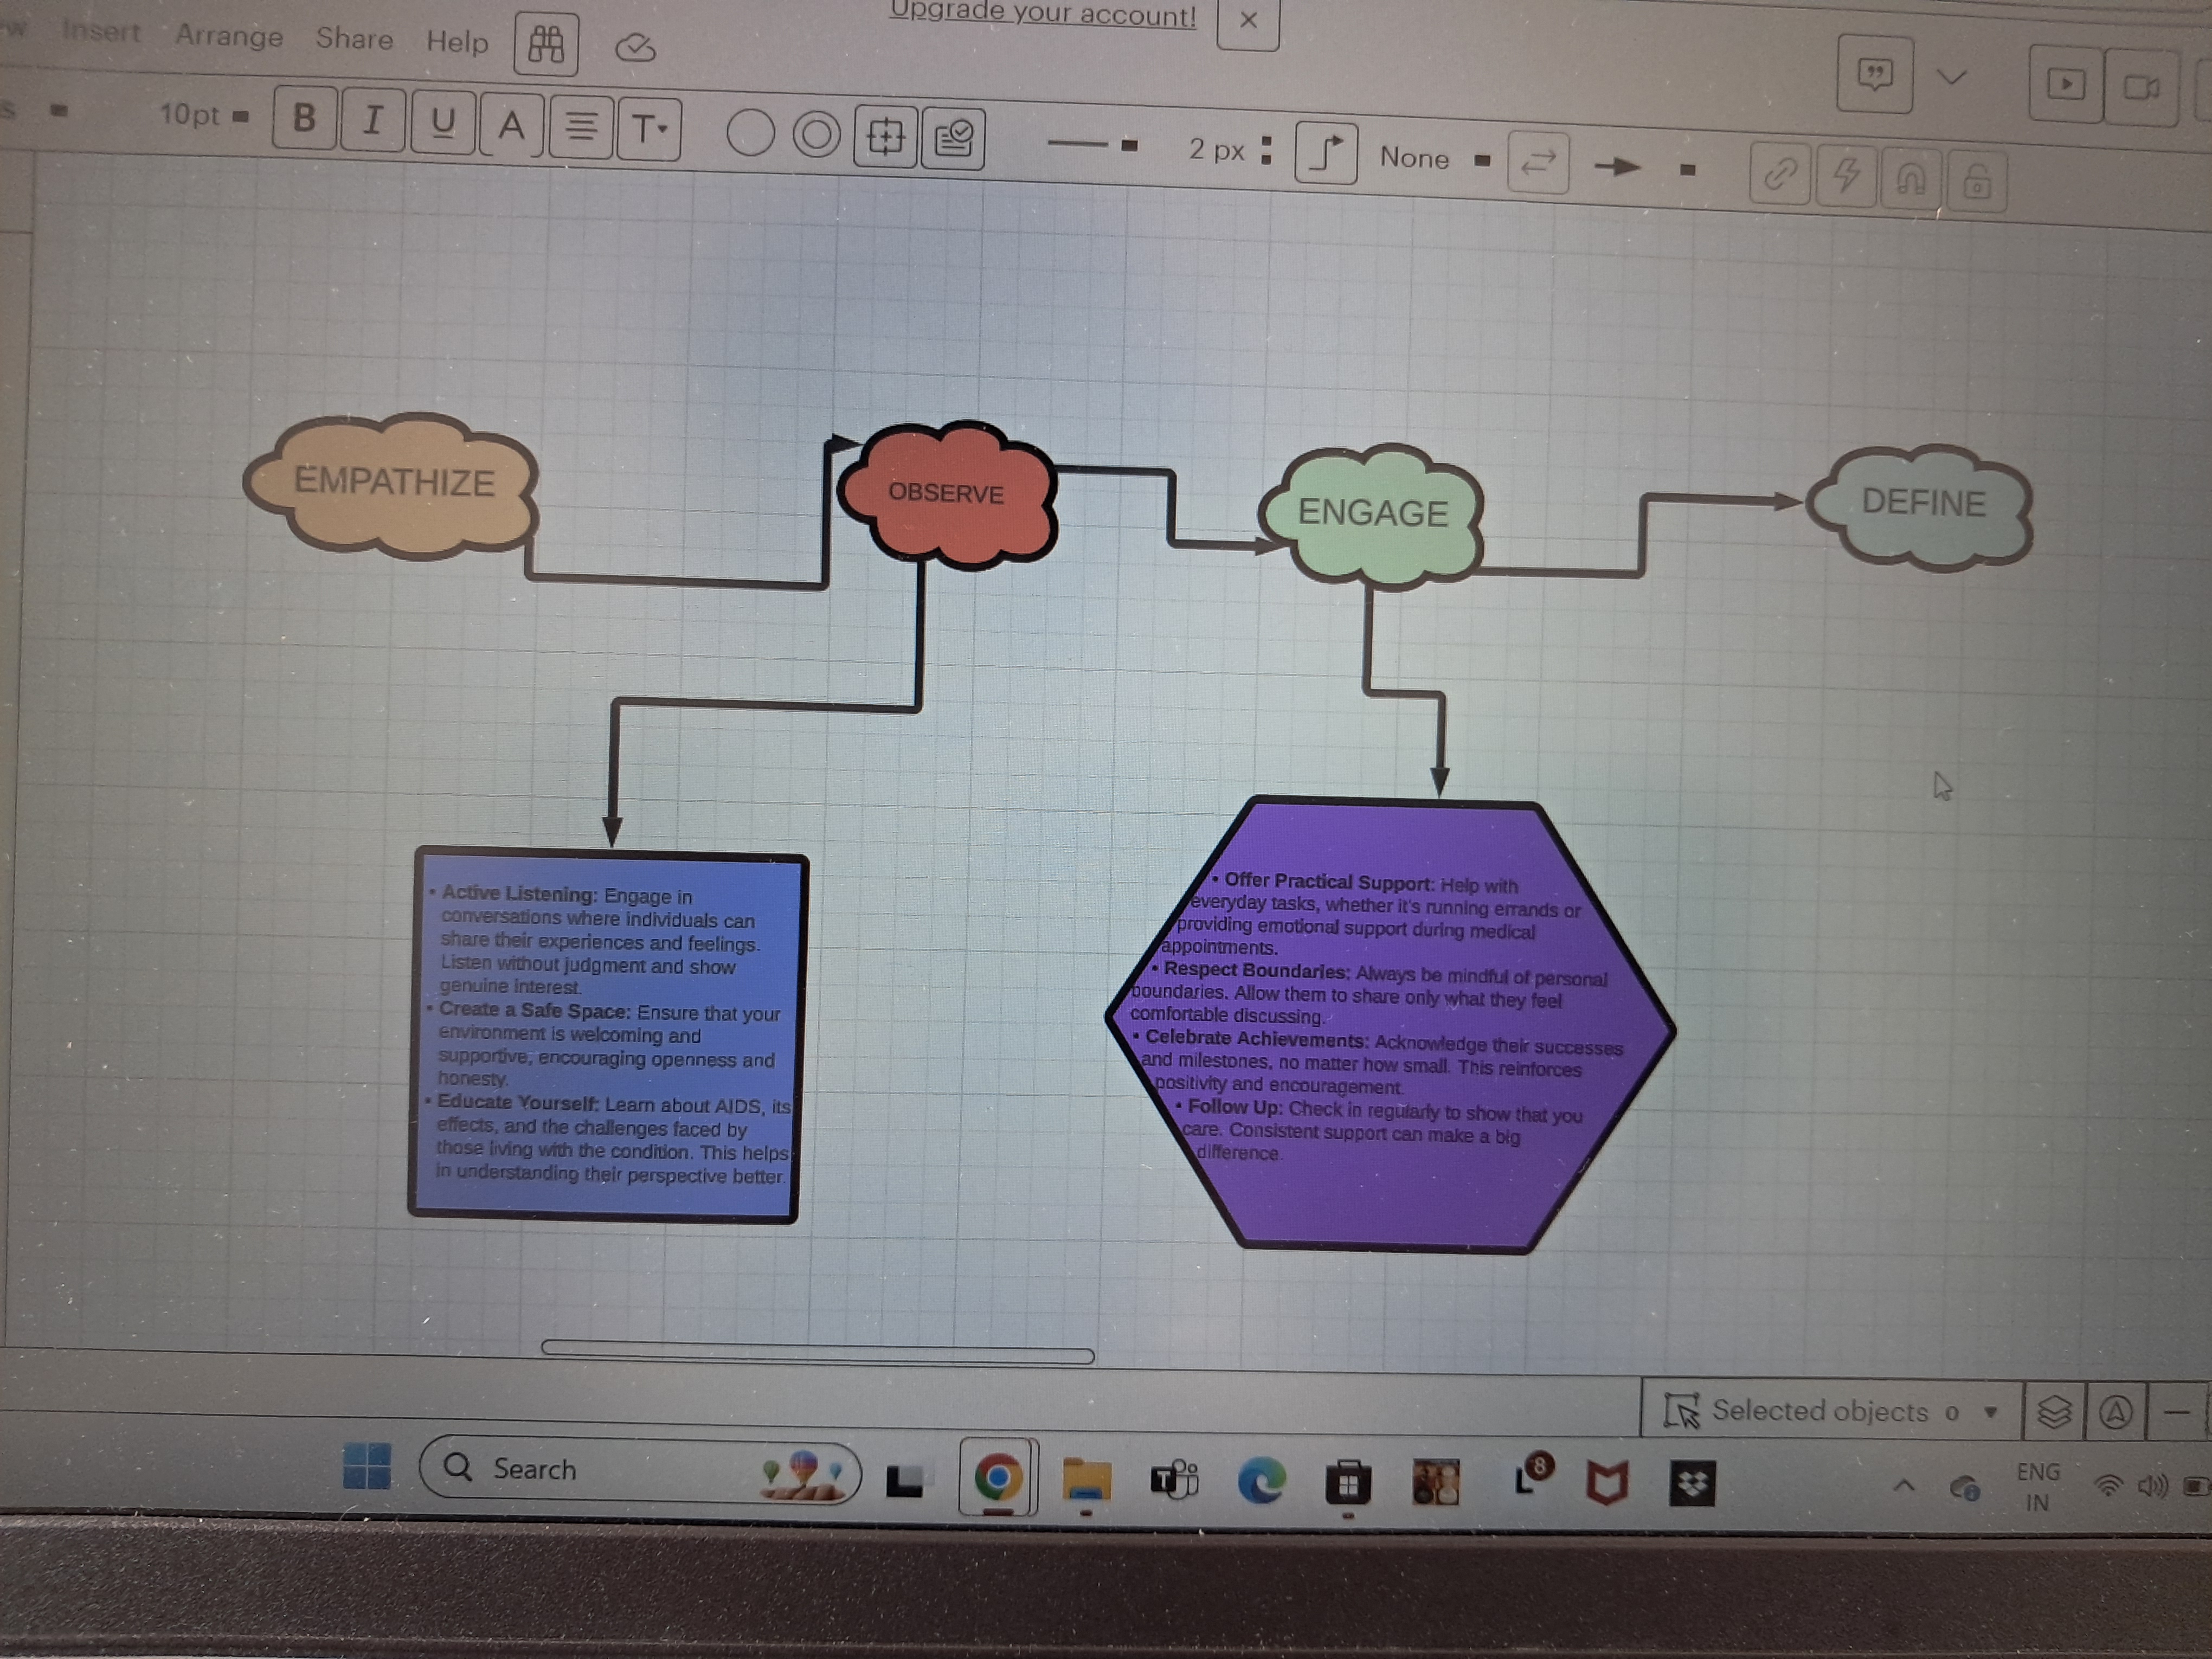 Upgrade your account!
Insert Arrange Share Help
10pt B I U A T 2 px None
EMPATHIZE
OBSERVE
ENGAGE
DEFINE
• Active Listening: Engage in
conversations where individuals can
share their experiences and feelings.
Listen without judgment and show
genuine interest.
• Create a Safe Space: Ensure that your
environment is welcoming and
supportive, encouraging openness and
honesty.
• Educate Yourself: Learn about AIDS, its
effects, and the challenges faced by
those living with the condition. This helps
in understanding their perspective better.
• Offer Practical Support: Help with
everyday tasks, whether it's running errands or
providing emotional support during medical
appointments.
• Respect Boundaries: Always be mindful of personal
boundaries. Allow them to share only what they feel
comfortable discussing.
• Celebrate Achievements: Acknowledge their successes
and milestones, no matter how small. This reinforces
positivity and encouragement.
• Follow Up: Check in regularly to show that you
care. Consistent support can make a big
difference.
Selected objects 0
Search
8
ENG
IN